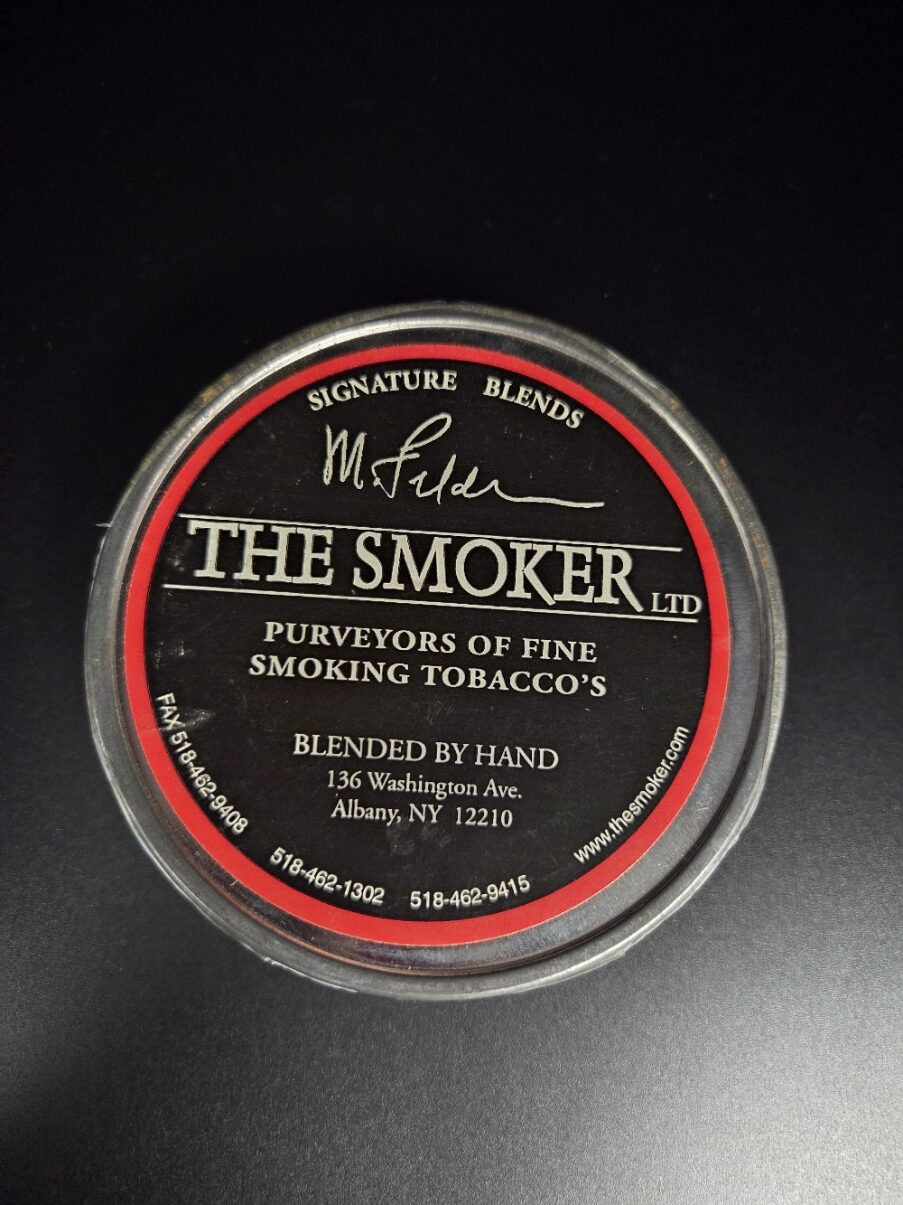 SIGNATURE BLENDS
THE SMOKER LTD
PURVEYORS OF FINE
SMOKING TOBACCO'S
BLENDED BY HAND
136 Washington Ave.
Albany, NY 12210
FAX 518-462-9408
518-462-1302 518-462-9415
www.thesmoker.com